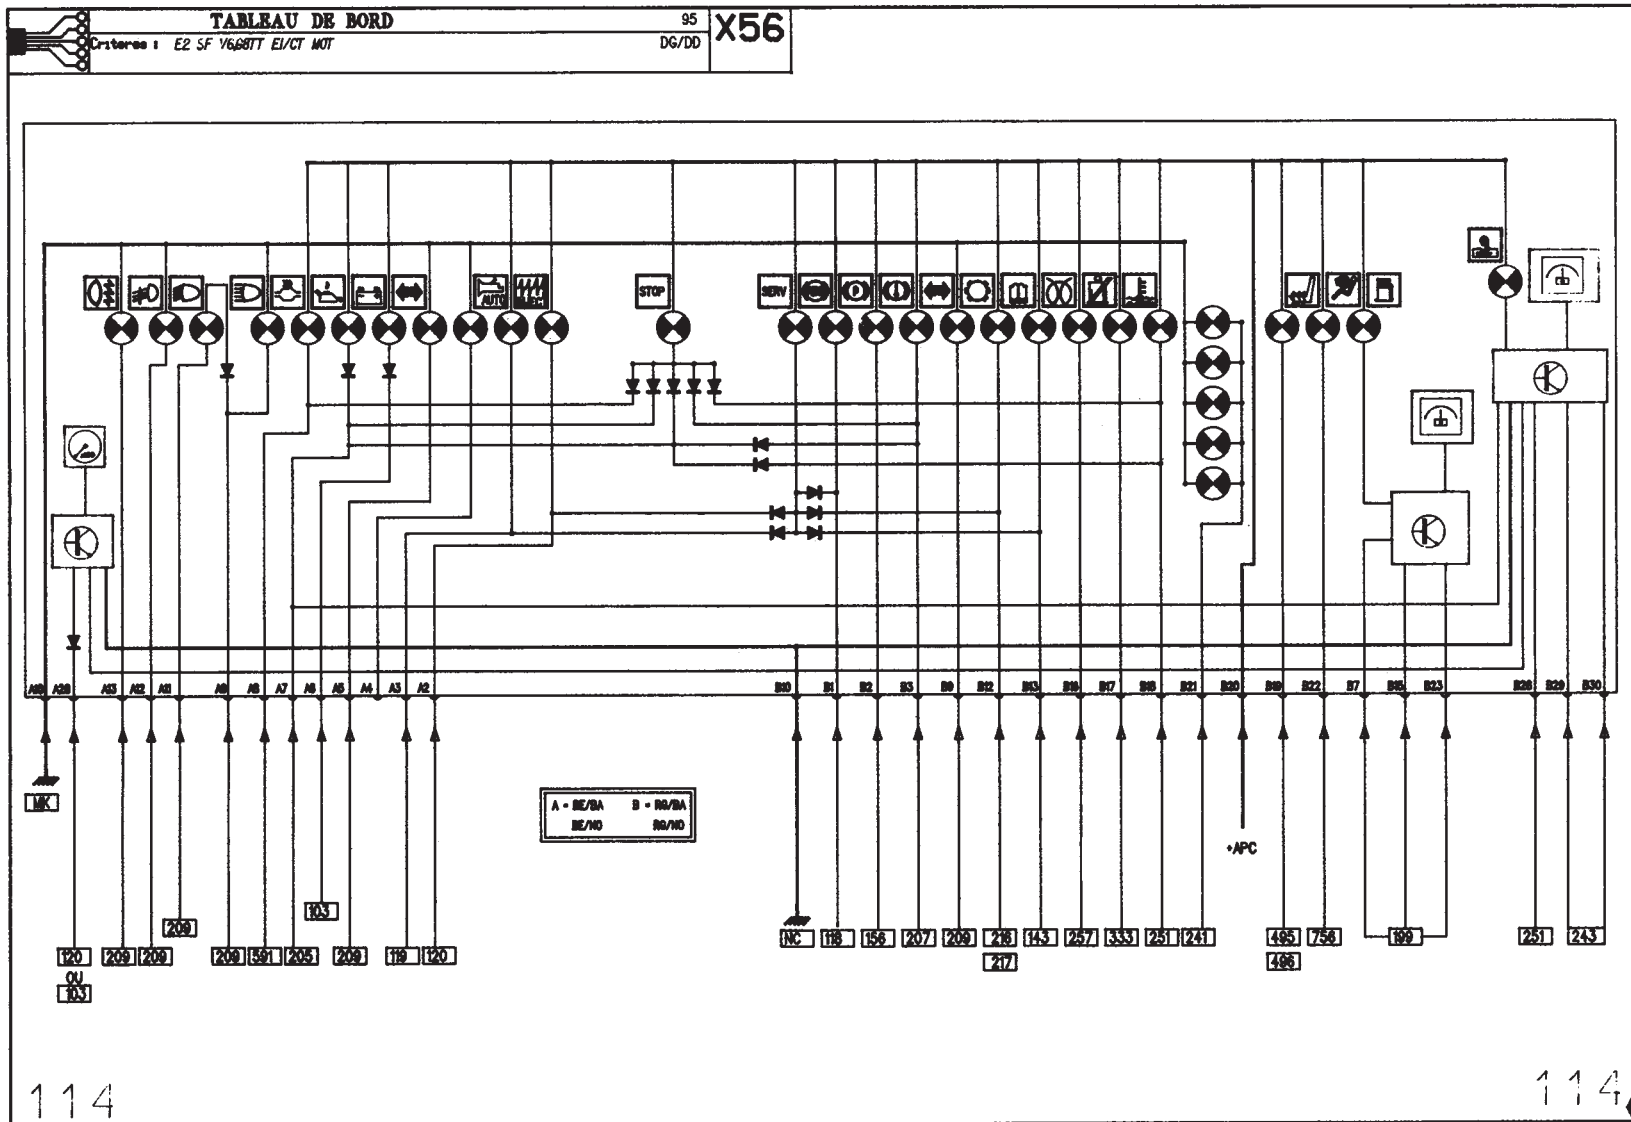 TABLEAU DE BORD 95 X56
Criteres : E2 SF V6,68TT EI/CT MOT DG/DD
AUTO INJEC STOP SERV
A28 A13 A12 A11 A9 A8 A7 A6 A5 A4 A3 A2 B10 B1 B2 B3 B9 B12 B13 B16 B17 B18 B21 B20 B19 B22 B7 B15 B23 B28 B29 B30
MK
A = BE/BA B = RG/BA
BE/NO RG/NO
+APC
103
209
120 209 209 209 591 205 209 119 120 NC 118 156 207 209 216 143 257 333 251 241 495 756 199 251 243
OU
103
217 496
114 114